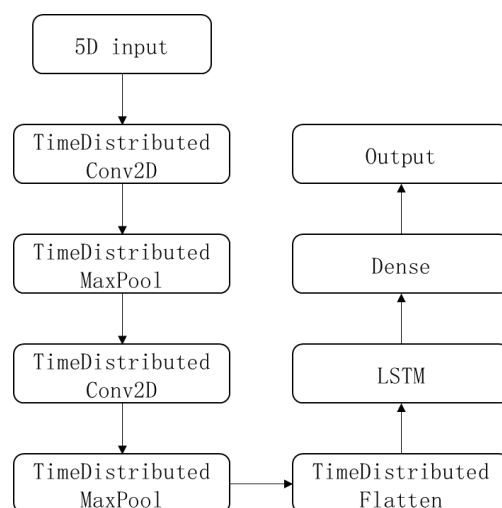 5D input
TimeDistributed
Conv2D
TimeDistributed
MaxPool
TimeDistributed
Conv2D
TimeDistributed
MaxPool
TimeDistributed
Flatten
LSTM
Dense
Output